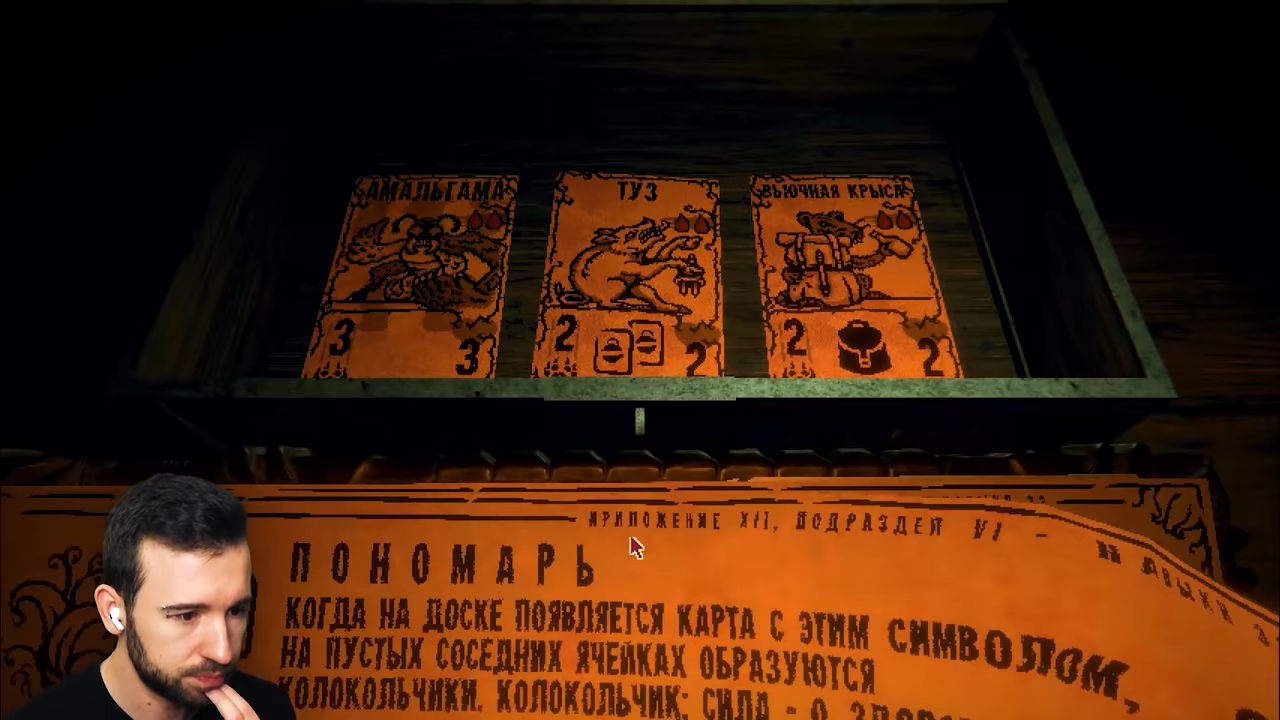 АМАЛЬГАМА
ТУЗ
ВЬЮЧНАЯ КРЫСА
3
3
2
2
2
2
ПРИЛОЖЕНИЕ XII, ПОДРАЗДЕЛ VI -
ПОНОМАРЬ
КОГДА НА ДОСКЕ ПОЯВЛЯЕТСЯ КАРТА С ЭТИМ СИМВОЛОМ,
НА ПУСТЫХ СОСЕДНИХ ЯЧЕЙКАХ ОБРАЗУЮТСЯ
КОЛОКОЛЬЧИКИ. КОЛОКОЛЬЧИК: СИЛА - 0,